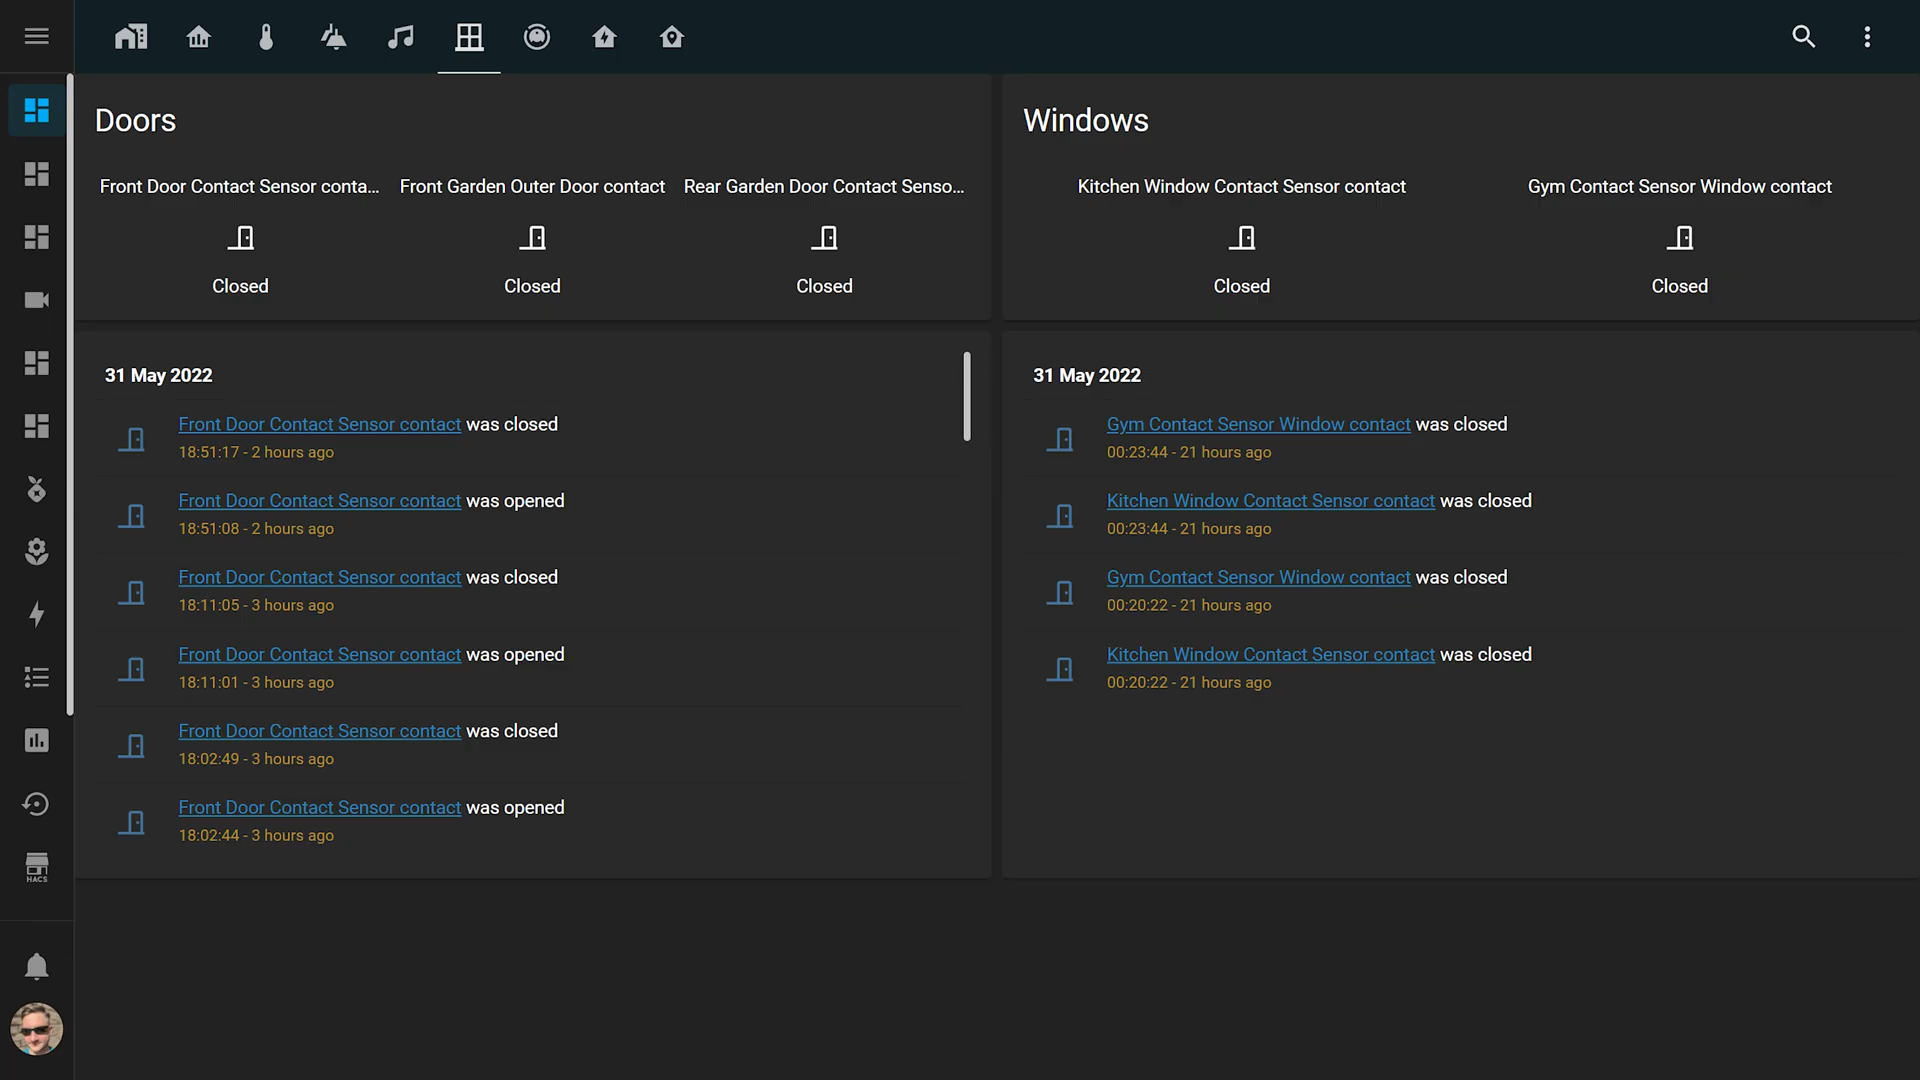 Doors
Front Door Contact Sensor conta...
Front Garden Outer Door contact
Rear Garden Door Contact Senso...
Closed
Closed
Closed
Windows
Kitchen Window Contact Sensor contact
Gym Contact Sensor Window contact
Closed
Closed
31 May 2022
Front Door Contact Sensor contact was closed
18:51:17 - 2 hours ago
Front Door Contact Sensor contact was opened
18:51:08 - 2 hours ago
Front Door Contact Sensor contact was closed
18:11:05 - 3 hours ago
Front Door Contact Sensor contact was opened
18:11:01 - 3 hours ago
Front Door Contact Sensor contact was closed
18:02:49 - 3 hours ago
Front Door Contact Sensor contact was opened
18:02:44 - 3 hours ago
31 May 2022
Gym Contact Sensor Window contact was closed
00:23:44 - 21 hours ago
Kitchen Window Contact Sensor contact was closed
00:23:44 - 21 hours ago
Gym Contact Sensor Window contact was closed
00:20:22 - 21 hours ago
Kitchen Window Contact Sensor contact was closed
00:20:22 - 21 hours ago
HACS